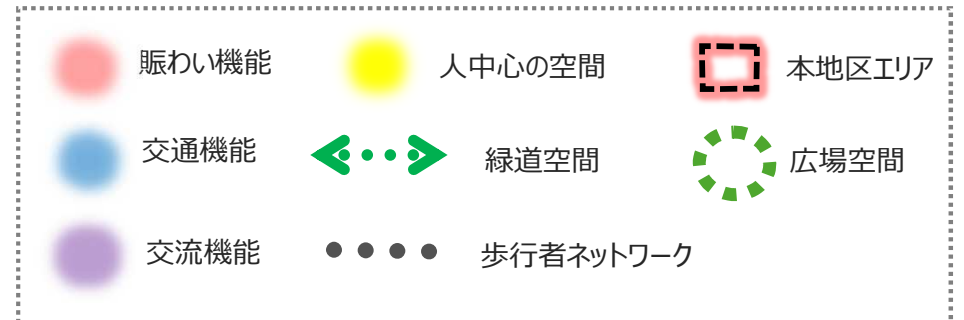 賑わい機能 人中心の空間 本地区エリア
交通機能 緑道空間 広場空間
交流機能 歩行者ネットワーク